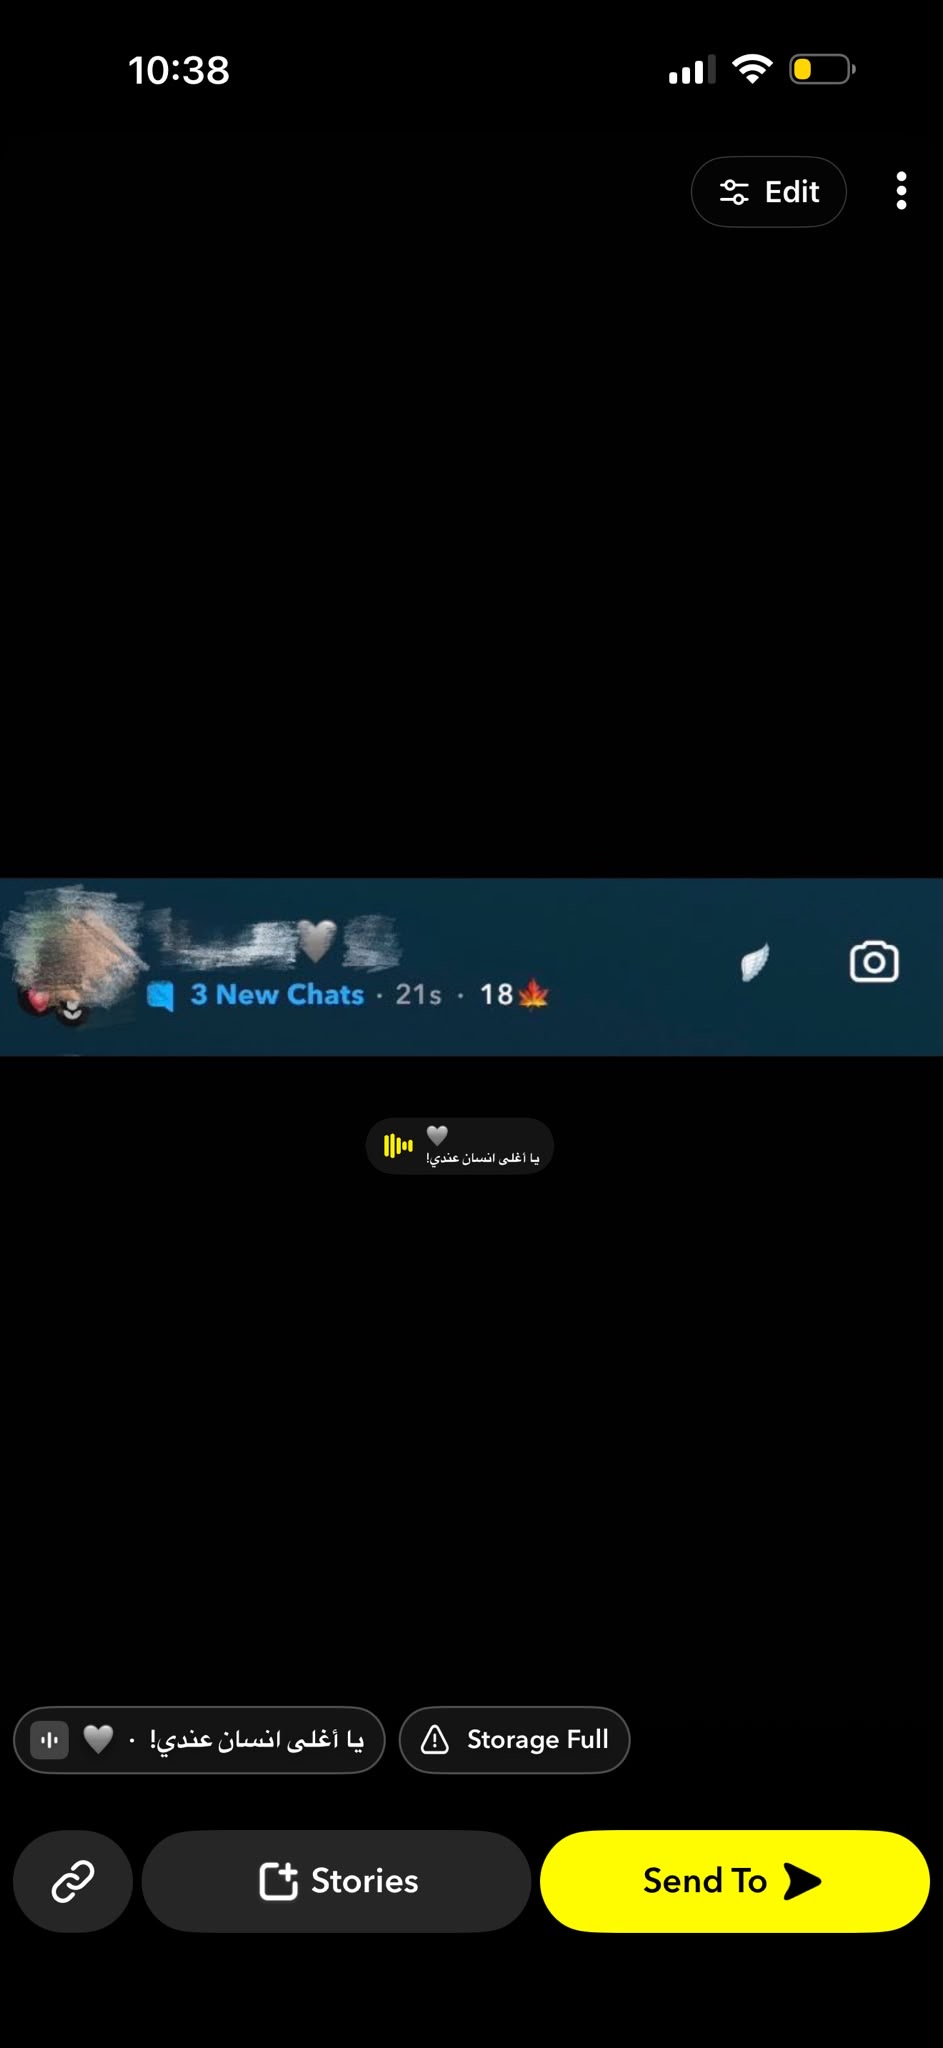 10:38
Edit
3 New Chats · 21s · 18🍁
🩶
يا أغلى انسان عندي!
🩶 · يا أغلى انسان عندي!
Storage Full
Stories
Send To